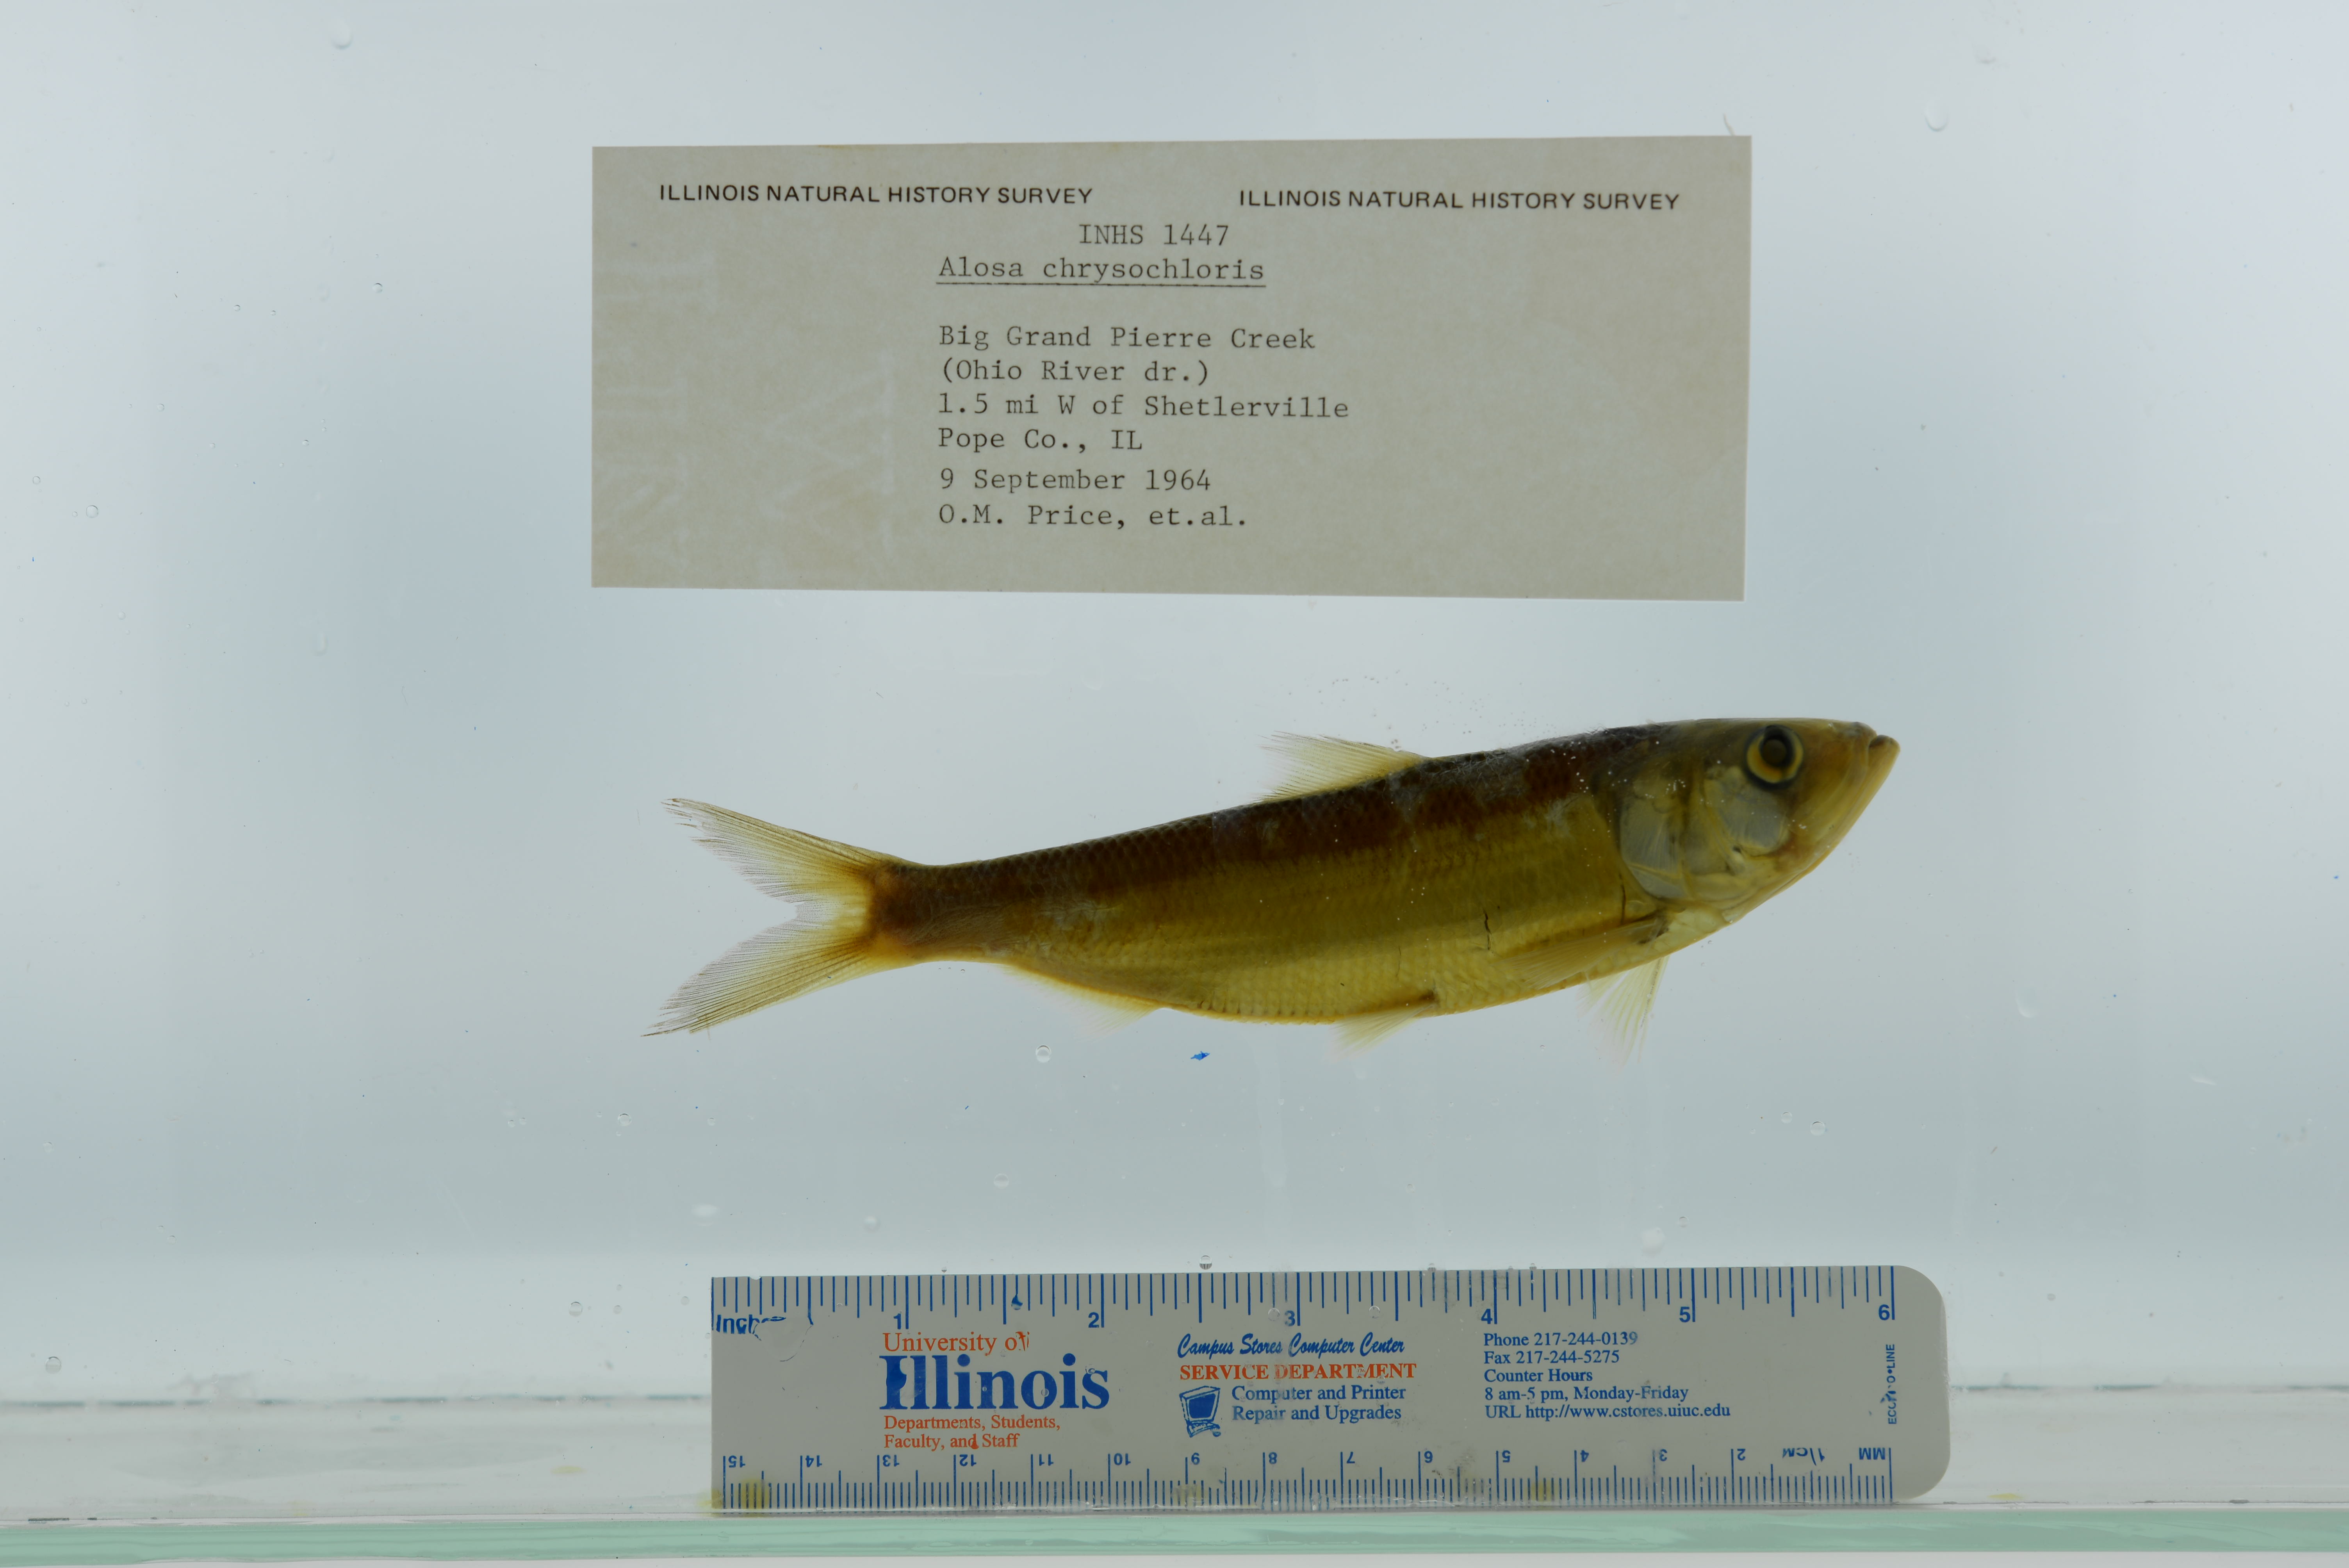 ILLINOIS NATURAL HISTORY SURVEY ILLINOIS NATURAL HISTORY SURVEY
INHS 1447
Alosa chrysochloris
Big Grand Pierre Creek
(Ohio River dr.)
1.5 mi W of Shetlerville
Pope Co., IL
9 September 1964
O.M. Price, et.al.
1 2 3 4 5 6
University of
Illinois
Departments, Students,
Faculty, and Staff
Campus Stores Computer Center
SERVICE DEPARTMENT
Computer and Printer
Repair and Upgrades
Phone 217-244-0139
Fax 217-244-5275
Counter Hours
8 am-5 pm, Monday-Friday
URL http://www.cstores.uiuc.edu
15 14 13 12 11 10 9 8 7 6 5 4 3 2 1/CM MM